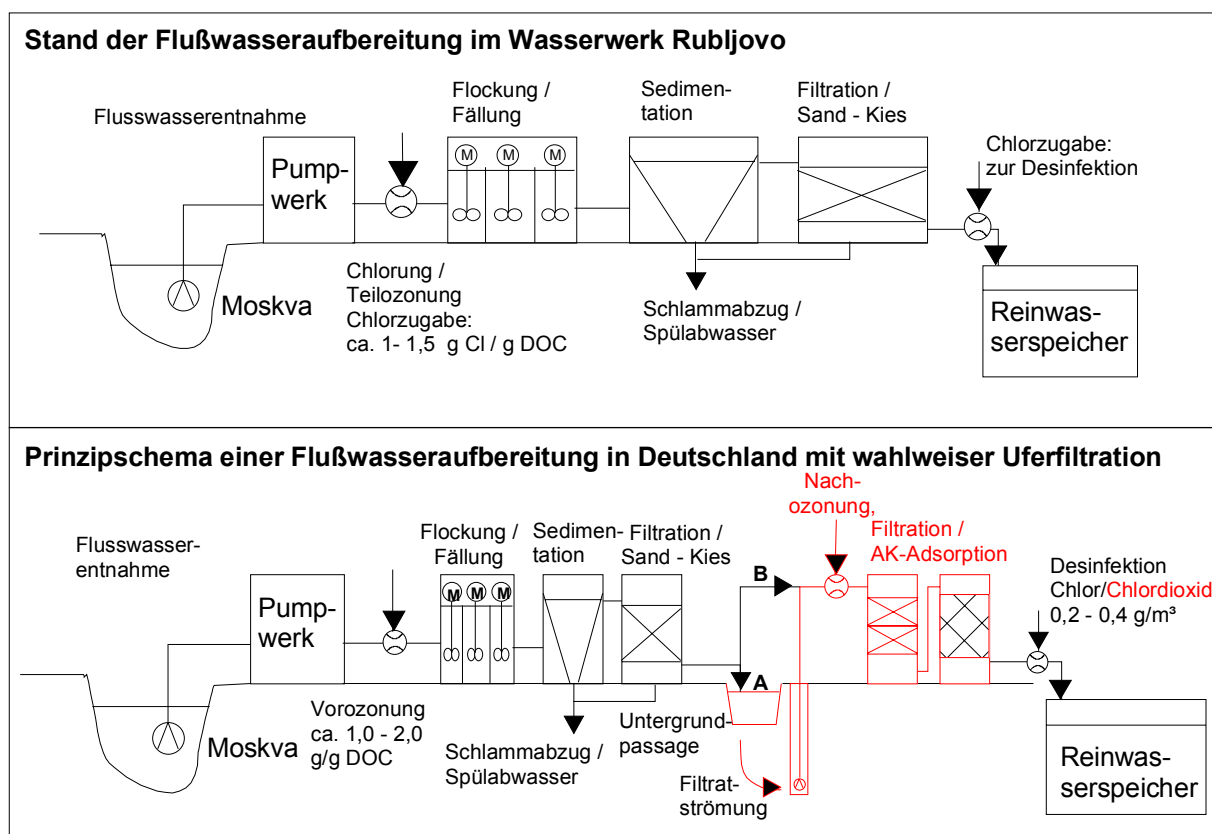 Stand der Flußwasseraufbereitung im Wasserwerk Rubljovo
Flusswasserentnahme
Pump-
werk
Flockung /
Fällung
M
M
M
Sedimen-
tation
Filtration /
Sand - Kies
Chlorzugabe:
zur Desinfektion
Moskva
Chlorung /
Teilozonung
Chlorzugabe:
ca. 1- 1,5 g Cl / g DOC
Schlammabzug /
Spülabwasser
Reinwas-
serspeicher
Prinzipschema einer Flußwasseraufbereitung in Deutschland mit wahlweiser Uferfiltration
Flusswasser-
entnahme
Pump-
werk
Flockung /
Fällung
M
M
M
Sedimen-
tation
Filtration /
Sand - Kies
B
A
Nach-
ozonung,
Filtration /
AK-Adsorption
Desinfektion
Chlor/Chlordioxid
0,2 - 0,4 g/m³
Moskva
Vorozonung
ca. 1,0 - 2,0
g/g DOC
Schlammabzug /
Spülabwasser
Untergrund-
passage
Filtrat-
strömung
Reinwas-
serspeicher